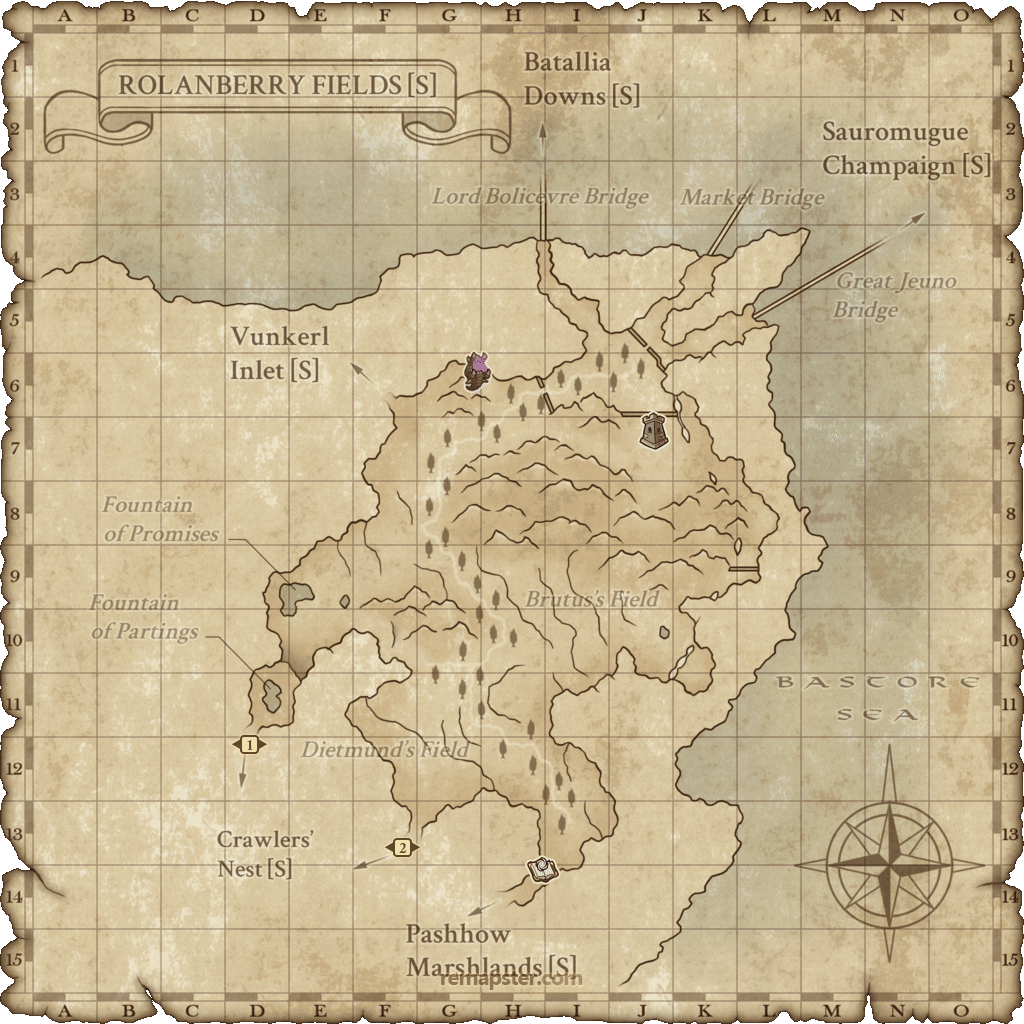 A B C D E F G H I J K L M N O
ROLANBERRY FIELDS [S]
Batallia
Downs [S]
Sauromugue
Champaign [S]
Lord Bolicevre Bridge
Market Bridge
Great Jeuno
Bridge
Vunkerl
Inlet [S]
Fountain
of Promises
Fountain
of Partings
Brutus's Field
BASTORE
SEA
1
Dietmund's Field
2
Crawlers'
Nest [S]
Pashhow
Marshlands [S]
remapster.com
1 1
2 2
3 3
4 4
5 5
6 6
7 7
8 8
9 9
10 10
11 11
12 12
13 13
14 14
15 15
A B C D E F G H I J K L M N O